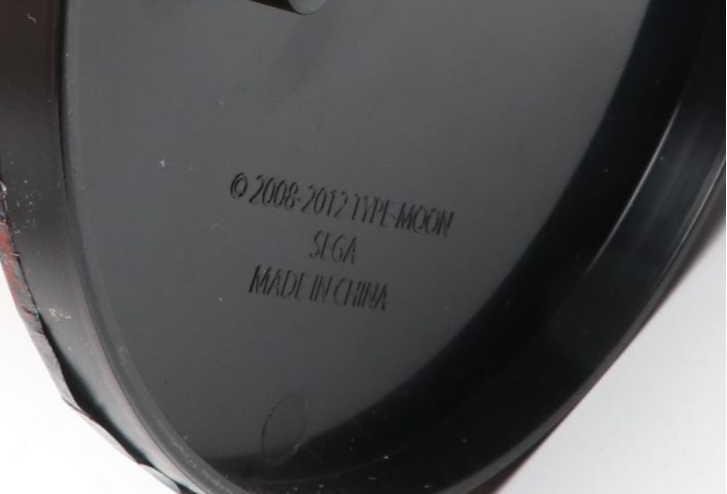 © 2008-2012 TYPE-MOON
SEGA
MADE IN CHINA